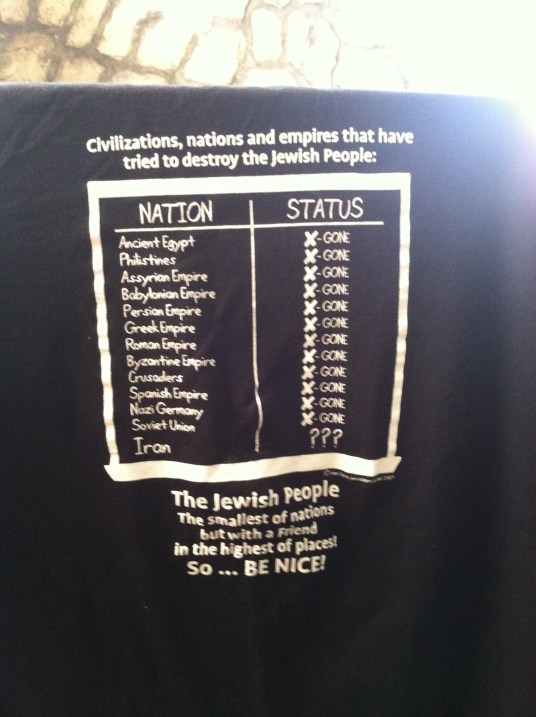 Civilizations, nations and empires that have
tried to destroy the Jewish People:
NATION STATUS
Ancient Egypt X - GONE
Philistines X - GONE
Assyrian Empire X - GONE
Babylonian Empire X - GONE
Persian Empire X - GONE
Greek Empire X - GONE
Roman Empire X - GONE
Byzantine Empire X - GONE
Crusaders X - GONE
Spanish Empire X - GONE
Nazi Germany X - GONE
Soviet Union X - GONE
Iran ???
The Jewish People
The smallest of nations
but with a Friend
in the highest of places!
So ... BE NICE!